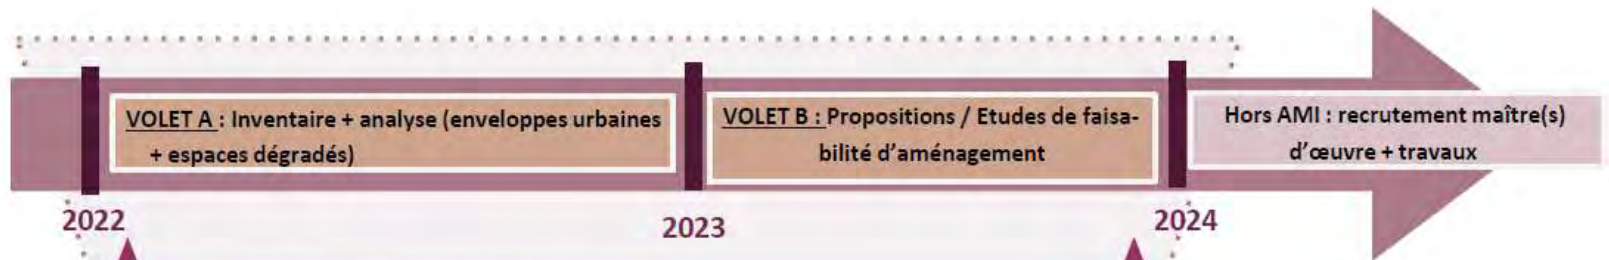 VOLET A : Inventaire + analyse (enveloppes urbaines
+ espaces dégradés)
VOLET B : Propositions / Etudes de faisa-
bilité d'aménagement
Hors AMI : recrutement maître(s)
d'œuvre + travaux
2022
2023
2024